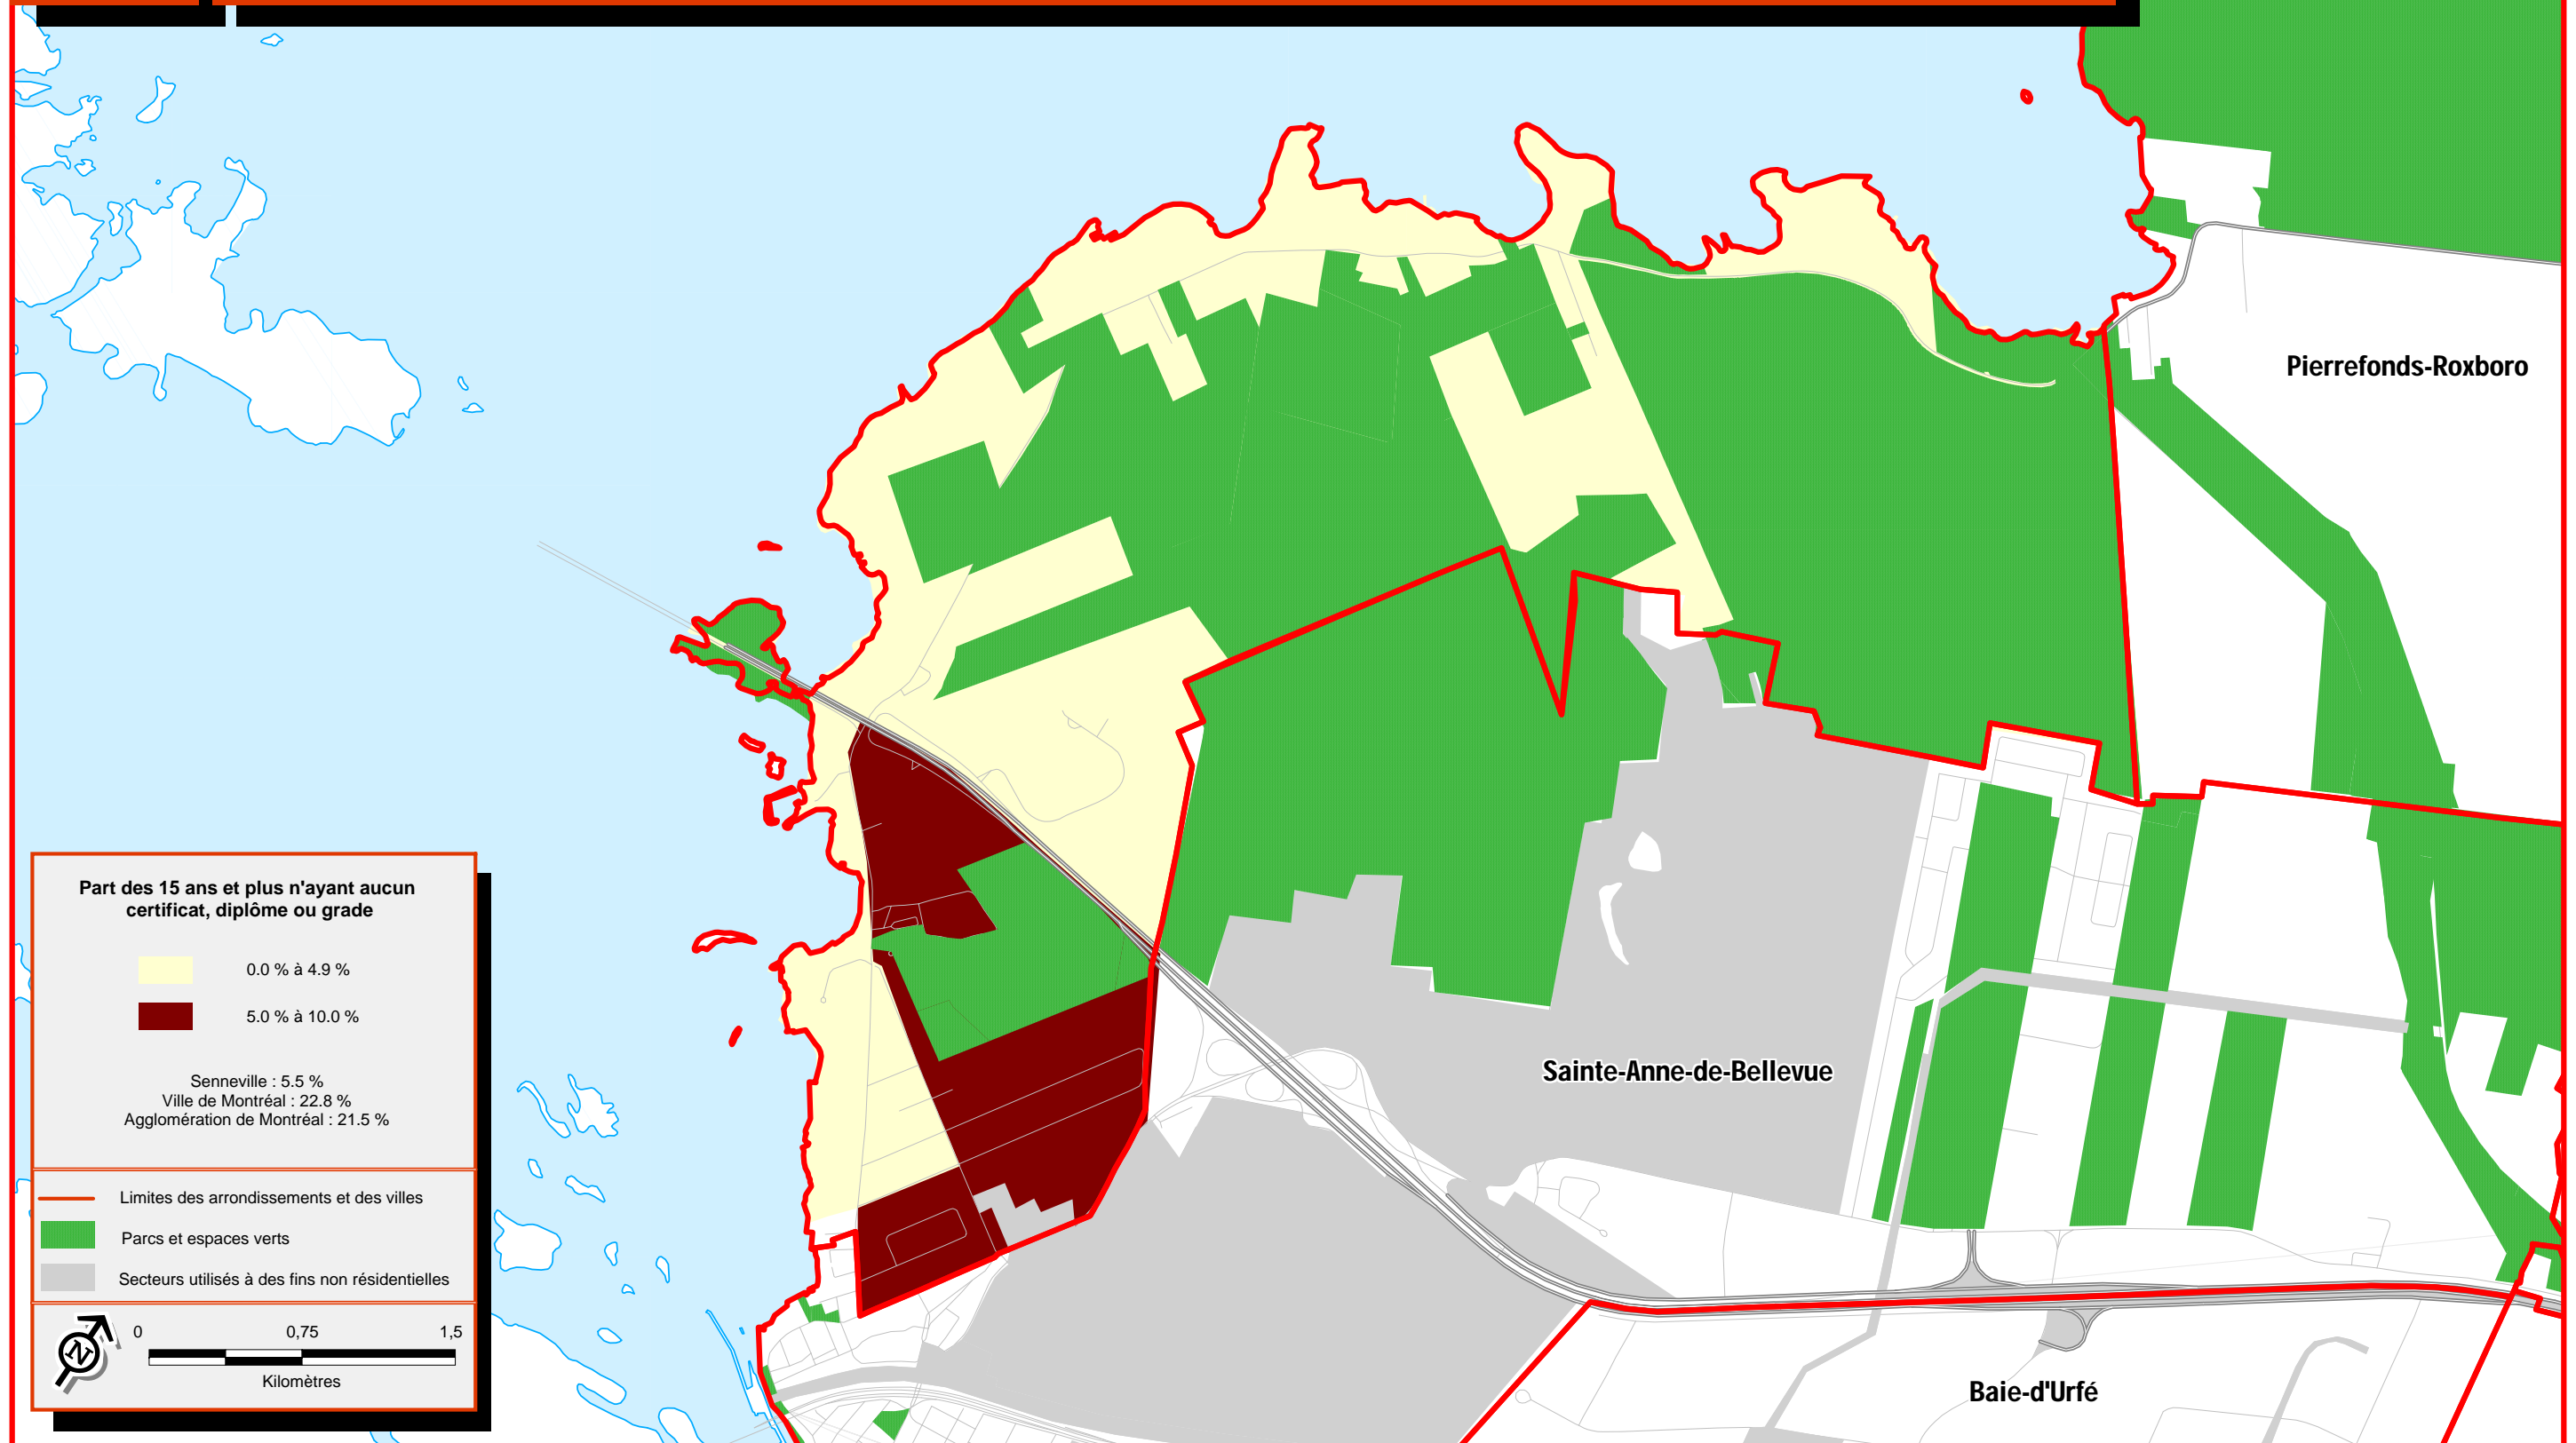 Pierrefonds-Roxboro
Sainte-Anne-de-Bellevue
Baie-d'Urfé
Part des 15 ans et plus n'ayant aucun
certificat, diplôme ou grade
0.0 % à 4.9 %
5.0 % à 10.0 %
Senneville : 5.5 %
Ville de Montréal : 22.8 %
Agglomération de Montréal : 21.5 %
Limites des arrondissements et des villes
Parcs et espaces verts
Secteurs utilisés à des fins non résidentielles
N
0 0,75 1,5
Kilomètres